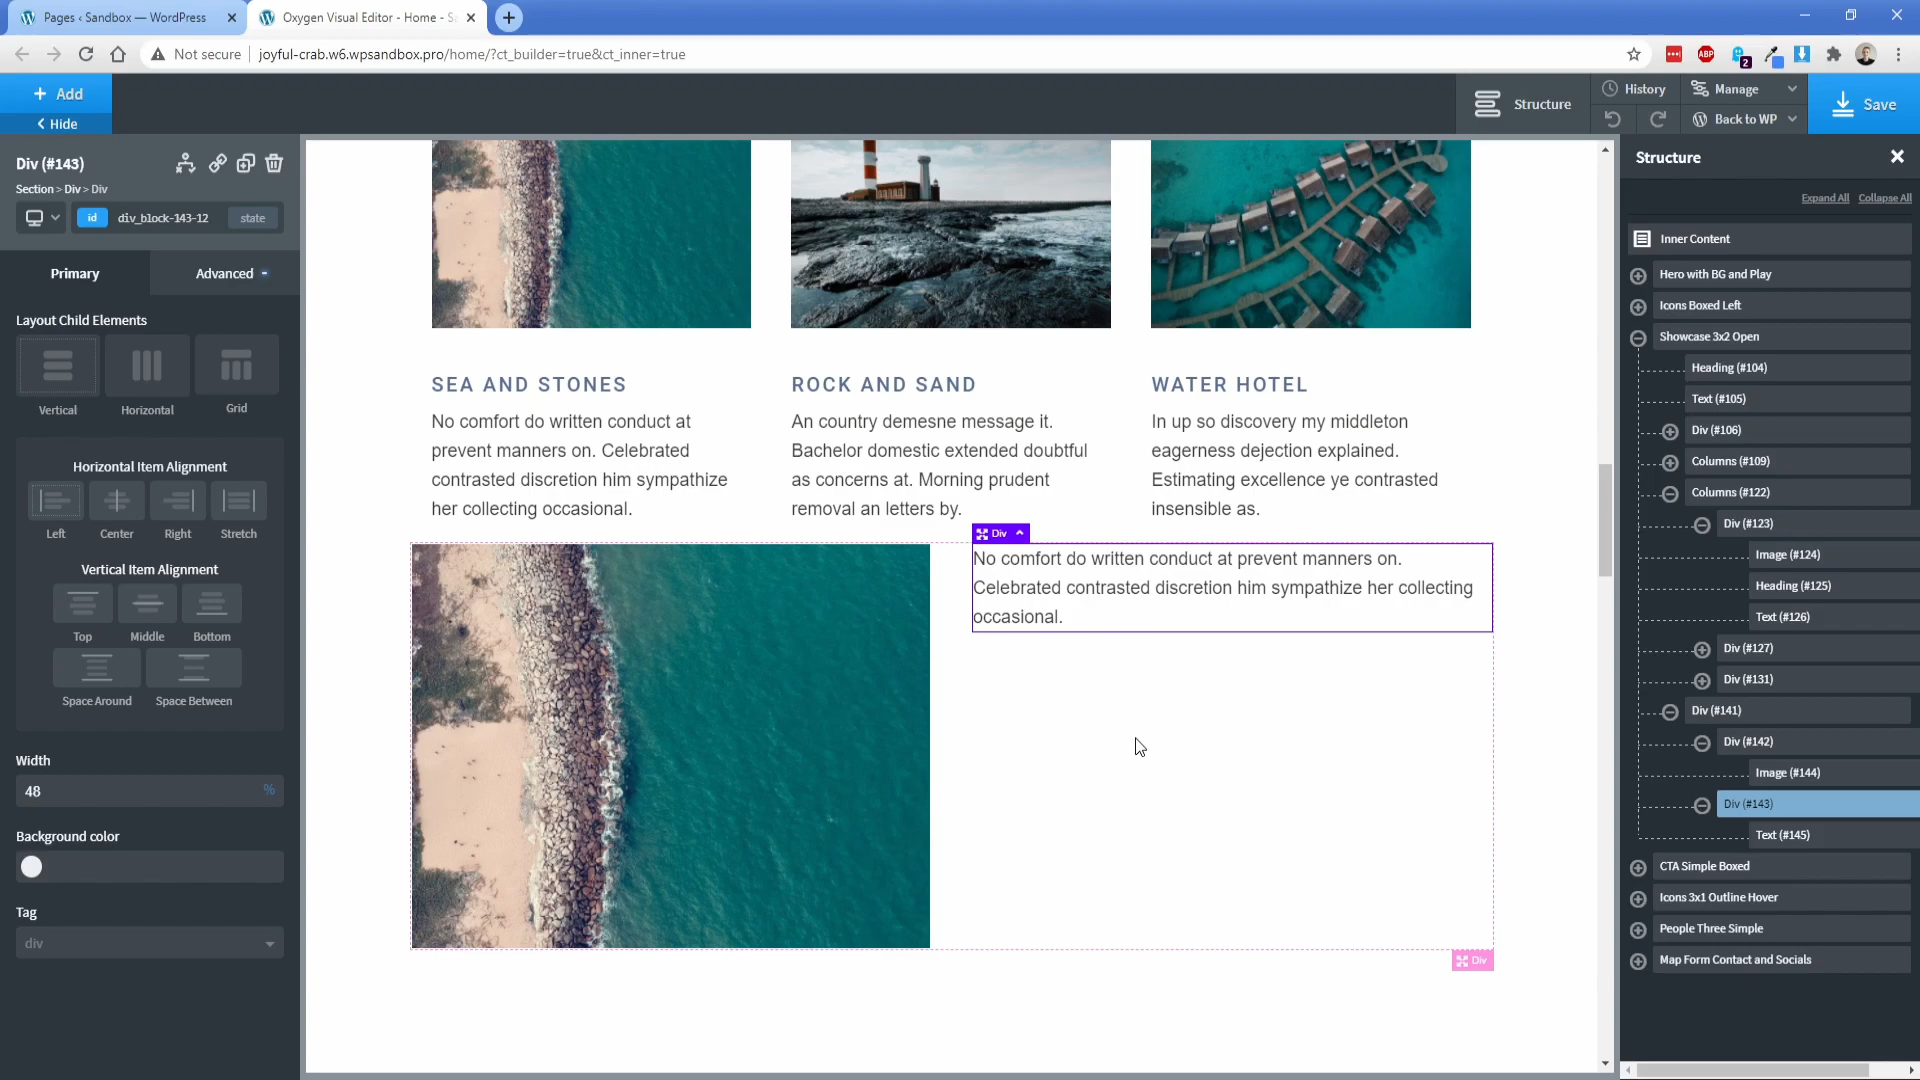 Pages ‹ Sandbox — WordPress
Oxygen Visual Editor - Home - S
Not secure
joyful-crab.w6.wpsandbox.pro/home/?ct_builder=true&ct_inner=true
ABP
2
+ Add
Hide
Structure
History
Manage
Back to WP
Save
Div (#143)
Section > Div > Div
id
div_block-143-12
state
Primary
Advanced
Layout Child Elements
Vertical
Horizontal
Grid
Horizontal Item Alignment
Left
Center
Right
Stretch
Vertical Item Alignment
Top
Middle
Bottom
Space Around
Space Between
Width
48
%
Background color
Tag
div
SEA AND STONES
No comfort do written conduct at
prevent manners on. Celebrated
contrasted discretion him sympathize
her collecting occasional.
ROCK AND SAND
An country demesne message it.
Bachelor domestic extended doubtful
as concerns at. Morning prudent
removal an letters by.
WATER HOTEL
In up so discovery my middleton
eagerness dejection explained.
Estimating excellence ye contrasted
insensible as.
Div
No comfort do written conduct at prevent manners on.
Celebrated contrasted discretion him sympathize her collecting
occasional.
Div
Structure
Expand All
Collapse All
Inner Content
Hero with BG and Play
Icons Boxed Left
Showcase 3x2 Open
Heading (#104)
Text (#105)
Div (#106)
Columns (#109)
Columns (#122)
Div (#123)
Image (#124)
Heading (#125)
Text (#126)
Div (#127)
Div (#131)
Div (#141)
Div (#142)
Image (#144)
Div (#143)
Text (#145)
CTA Simple Boxed
Icons 3x1 Outline Hover
People Three Simple
Map Form Contact and Socials